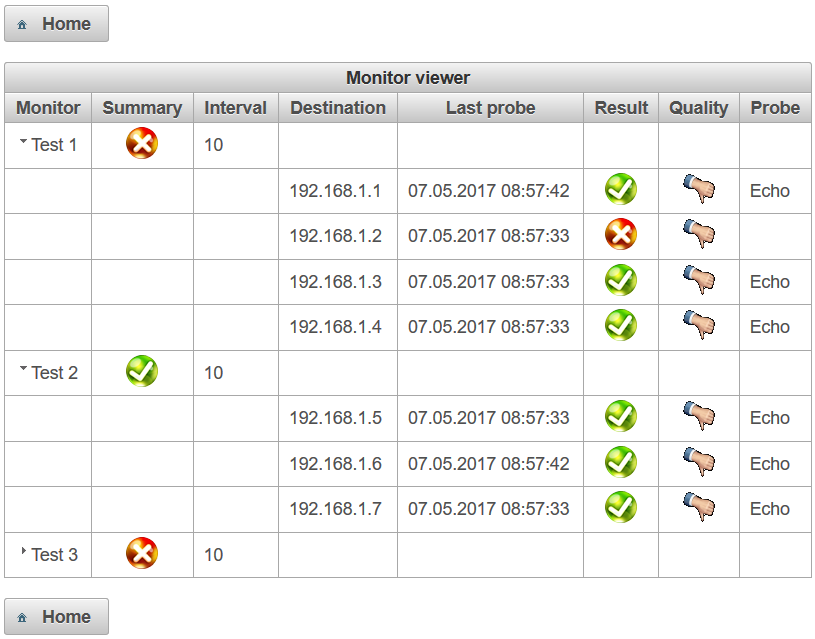 Home
Monitor viewer
Monitor Summary Interval Destination Last probe Result Quality Probe
Test 1 10
192.168.1.1 07.05.2017 08:57:42 Echo
192.168.1.2 07.05.2017 08:57:33
192.168.1.3 07.05.2017 08:57:33 Echo
192.168.1.4 07.05.2017 08:57:33 Echo
Test 2 10
192.168.1.5 07.05.2017 08:57:33 Echo
192.168.1.6 07.05.2017 08:57:42 Echo
192.168.1.7 07.05.2017 08:57:33 Echo
Test 3 10
Home